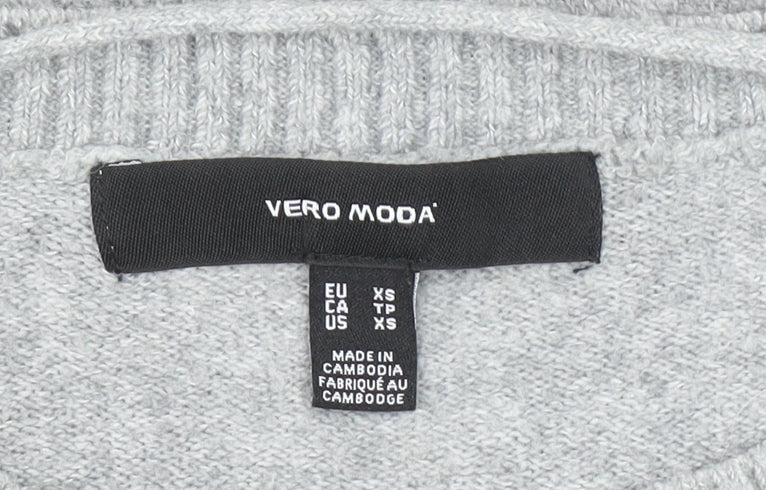 VERO MODA
EU XS
CA TP
US XS
MADE IN
CAMBODIA
FABRIQUÉ AU
CAMBODGE